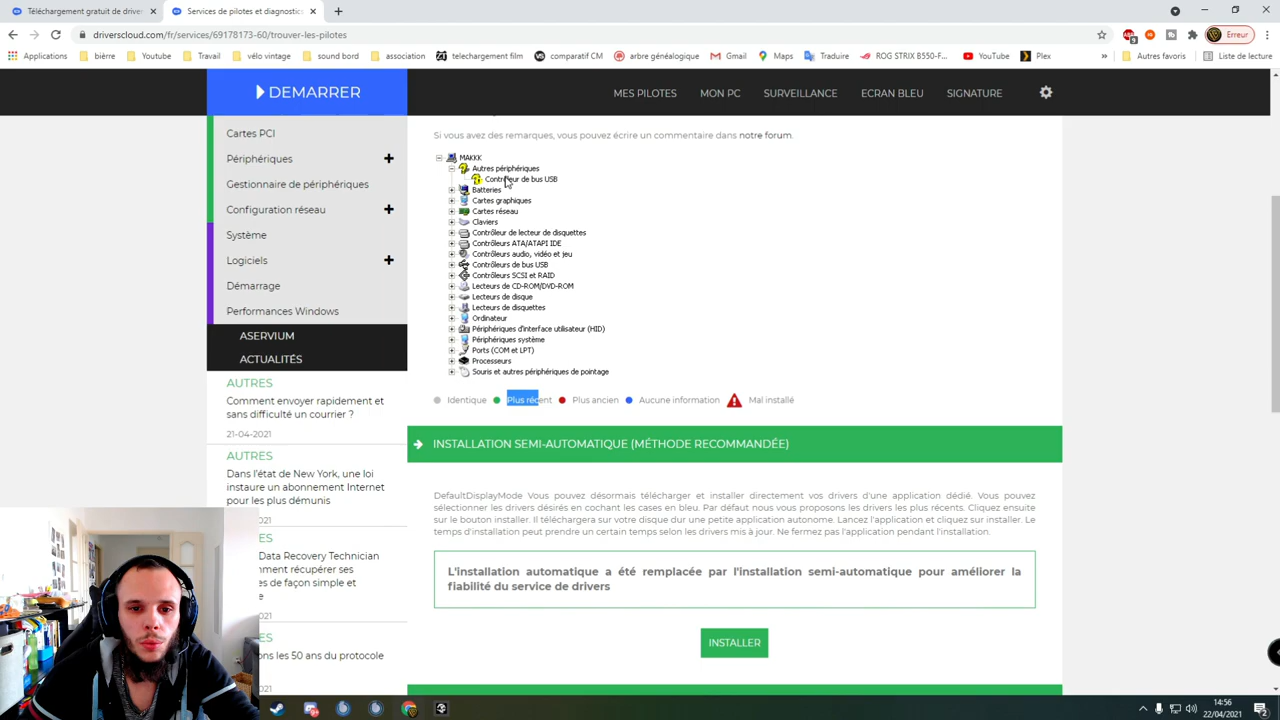 Téléchargement gratuit de driver
Services de pilotes et diagnostic
driverscloud.com/fr/services/69178173-60/trouver-les-pilotes
Erreur
Applications
bièrre
Youtube
Travail
vélo vintage
sound bord
association
telechargement film
comparatif CM
arbre généalogique
Gmail
Maps
Traduire
ROG STRIX B550-F...
YouTube
Plex
Autres favoris
Liste de lecture
DEMARRER
MES PILOTES
MON PC
SURVEILLANCE
ECRAN BLEU
SIGNATURE
Cartes PCI
Périphériques
Gestionnaire de périphériques
Configuration réseau
Système
Logiciels
Démarrage
Performances Windows
ASERVIUM
ACTUALITÉS
AUTRES
Comment envoyer rapidement et
sans difficulté un courrier ?
21-04-2021
AUTRES
Dans l'état de New York, une loi
instaure un abonnement Internet
pour les plus démunis
021
ES
Data Recovery Technician
mment récupérer ses
es de façon simple et
e
021
ES
ons les 50 ans du protocole
021
Si vous avez des remarques, vous pouvez écrire un commentaire dans notre forum.
MAKKK
Autres périphériques
Contrôleur de bus USB
Batteries
Cartes graphiques
Cartes réseau
Claviers
Contrôleur de lecteur de disquettes
Contrôleurs ATA/ATAPI IDE
Contrôleurs audio, vidéo et jeu
Contrôleurs de bus USB
Contrôleurs SCSI et RAID
Lecteurs de CD-ROM/DVD-ROM
Lecteurs de disque
Lecteurs de disquettes
Ordinateur
Périphériques d'interface utilisateur (HID)
Périphériques système
Ports (COM et LPT)
Processeurs
Souris et autres périphériques de pointage
Identique
Plus récent
Plus ancien
Aucune information
Mal installé
INSTALLATION SEMI-AUTOMATIQUE (MÉTHODE RECOMMANDÉE)
DefaultDisplayMode Vous pouvez désormais télécharger et installer directement vos drivers d'une application dédié. Vous pouvez
sélectionner les drivers désirés en cochant les cases en bleu. Par défaut nous vous proposons les drivers les plus récents. Cliquez ensuite
sur le bouton installer. Il téléchargera sur votre disque dur une petite application autonome. Lancez l'application et cliquez sur installer. Le
temps d'installation peut prendre un certain temps selon les drivers mis à jour. Ne fermez pas l'application pendant l'installation.
L'installation automatique a été remplacée par l'installation semi-automatique pour améliorer la
fiabilité du service de drivers
INSTALLER
14:56
22/04/2021